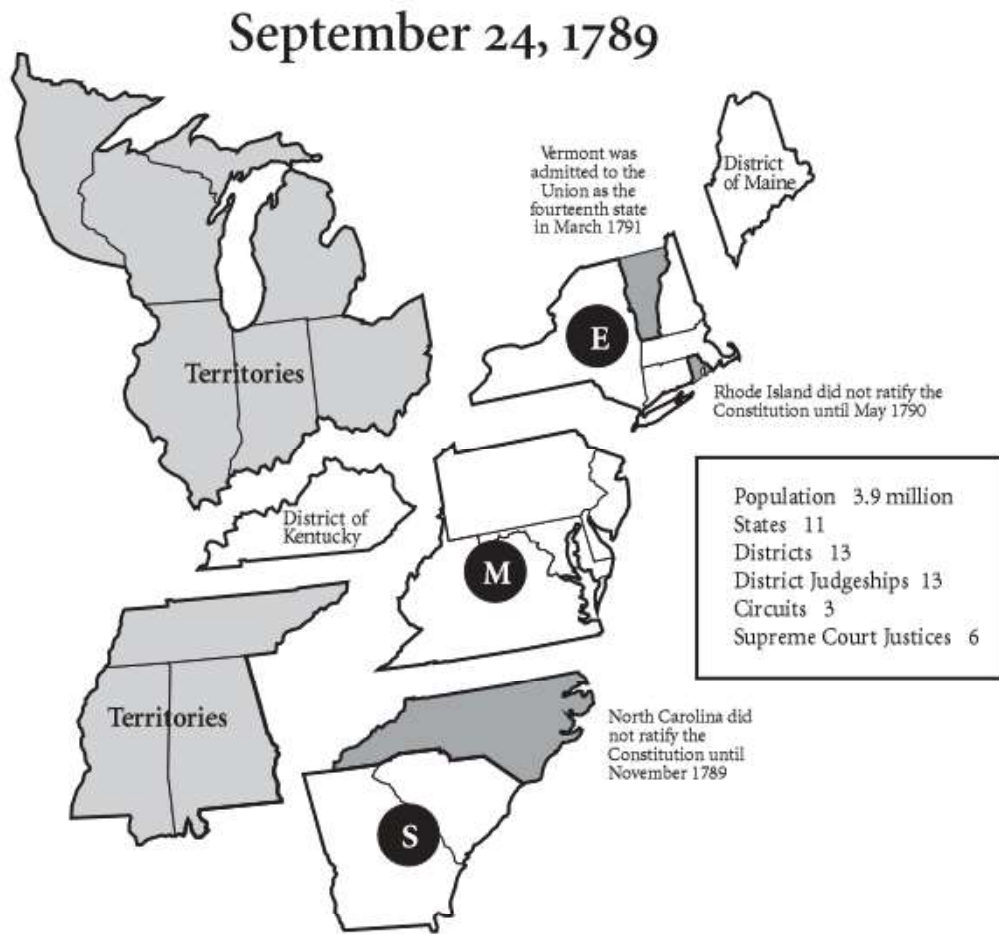 September 24, 1789
Vermont was
admitted to the
Union as the
fourteenth state
in March 1791
District
of Maine
E
Territories
Rhode Island did not ratify the
Constitution until May 1790
District of
Kentucky
M
Population 3.9 million
States 11
Districts 13
District Judgeships 13
Circuits 3
Supreme Court Justices 6
Territories
North Carolina did
not ratify the
Constitution until
November 1789
S